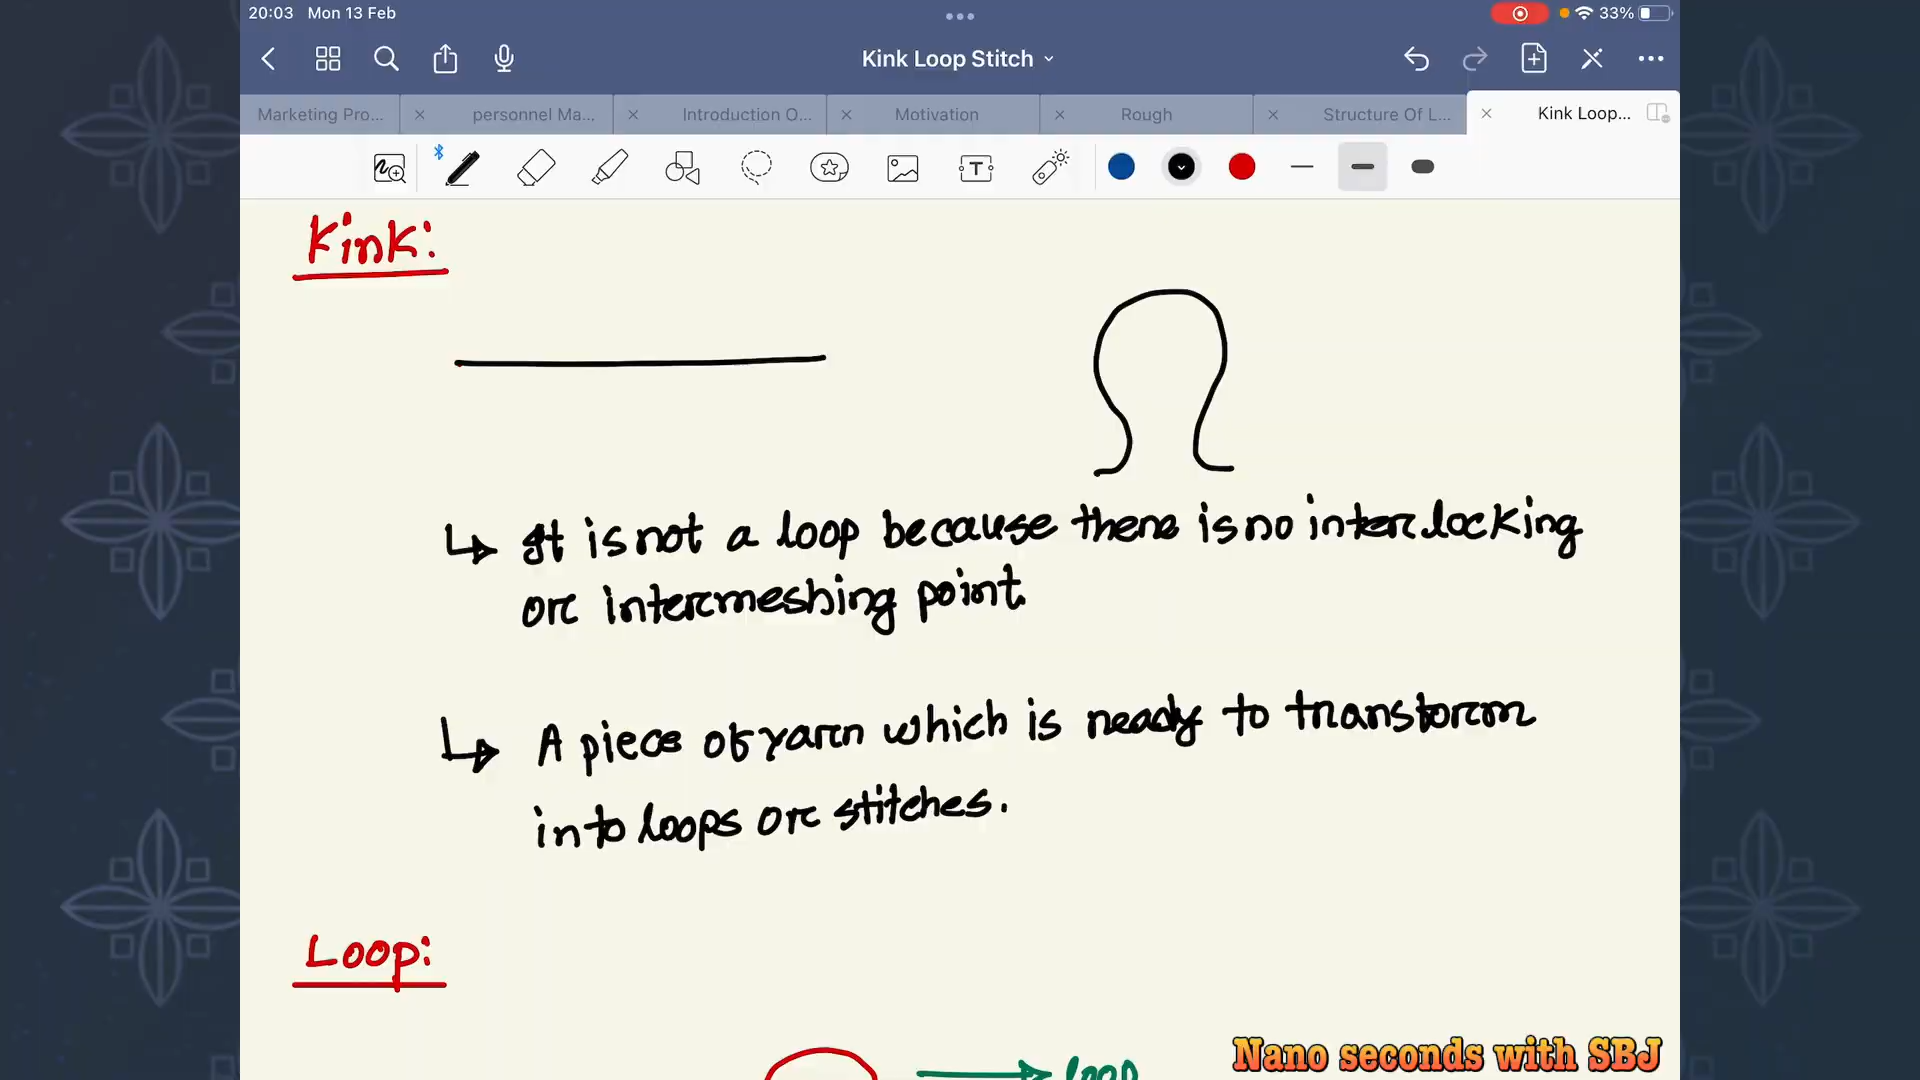 20:03 Mon 13 Feb
33%
Kink Loop Stitch
Marketing Pro...
personnel Ma...
Introduction O...
Motivation
Rough
Structure Of L...
Kink Loop...
Kink:
It is not a loop because there is no interlocking
or intermeshing point.
A piece of yarn which is ready to transform
into loops or stitches.
Loop:
loop
Nano seconds with SBJ